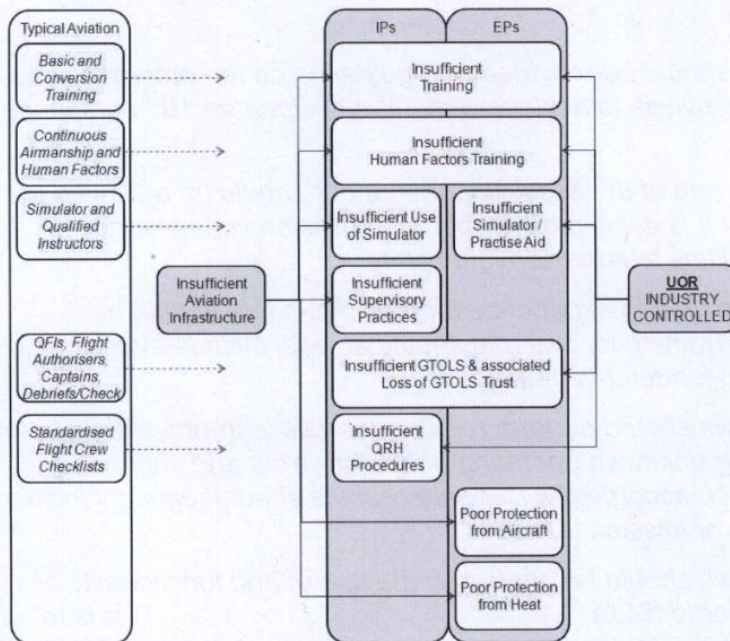 Typical Aviation
Basic and
Conversion
Training
Continuous
Airmanship and
Human Factors
Simulator and
Qualified
Instructors
QFIs, Flight
Authorisers,
Captains,
Debriefs/Check
Standardised
Flight Crew
Checklists
Insufficient
Aviation
Infrastructure
IPs
EPs
Insufficient
Training
Insufficient
Human Factors Training
Insufficient Use
of Simulator
Insufficient
Simulator/
Practise Aid
Insufficient
Supervisory
Practices
Insufficient GTOLS & associated
Loss of GTOLS Trust
Insufficient
QRH
Procedures
Poor Protection
from Aircraft
Poor Protection
from Heat
UOR
INDUSTRY
CONTROLLED